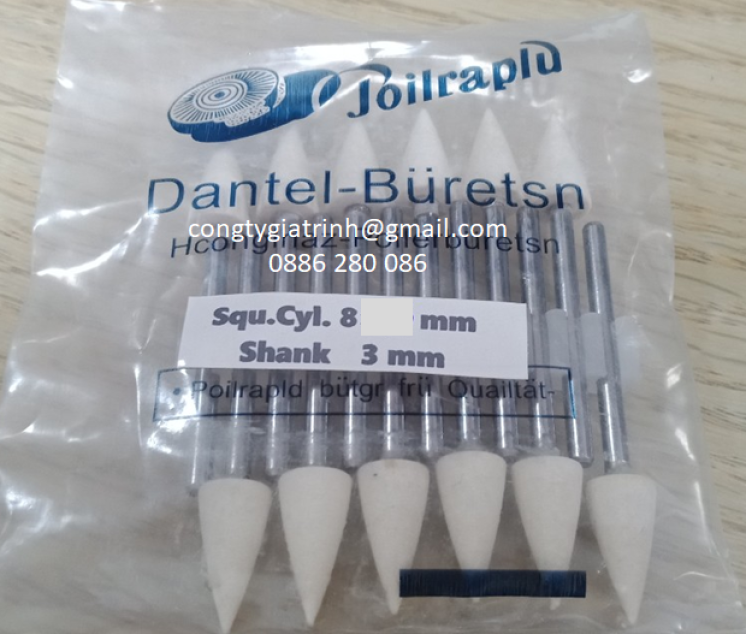 Poilrapld
Dantel-Büretsn
congtygiatrinh@gmail.com
0886 280 086
Squ.Cyl. 8 mm
Shank 3 mm
• Poilrapld bütgr frü Quailtät-